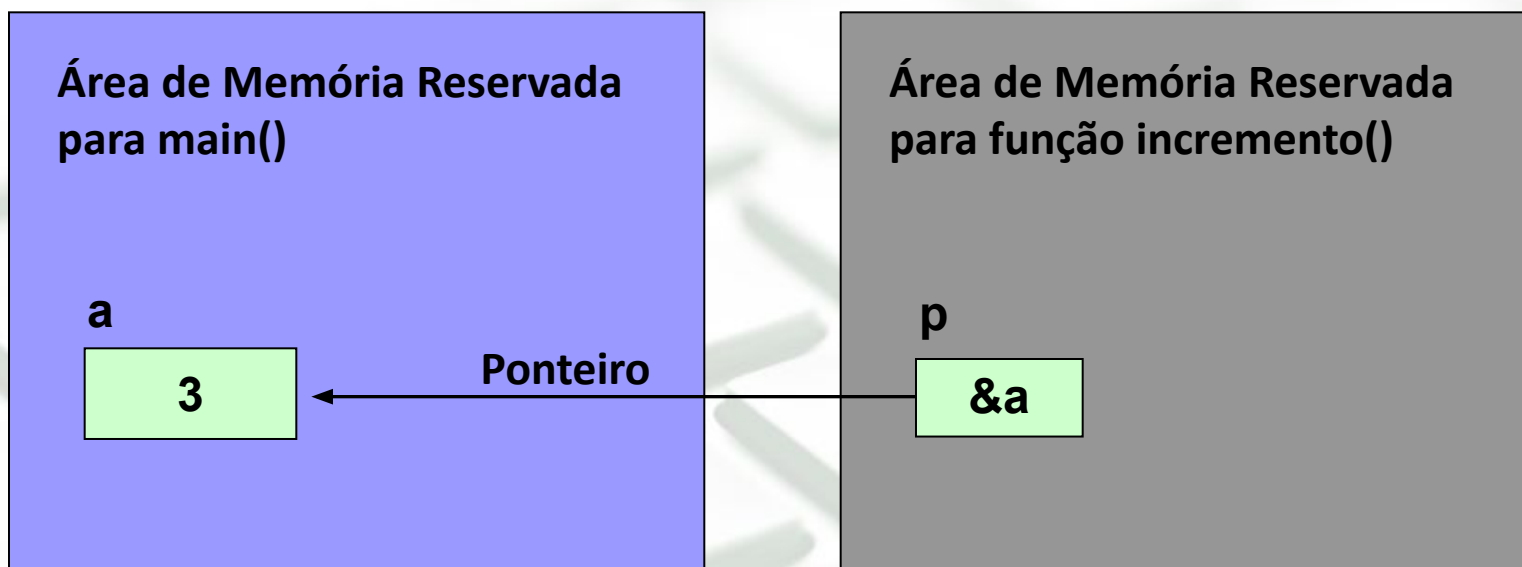 Área de Memória Reservada
para main()
a
3
Ponteiro
Área de Memória Reservada
para função incremento()
p
&a